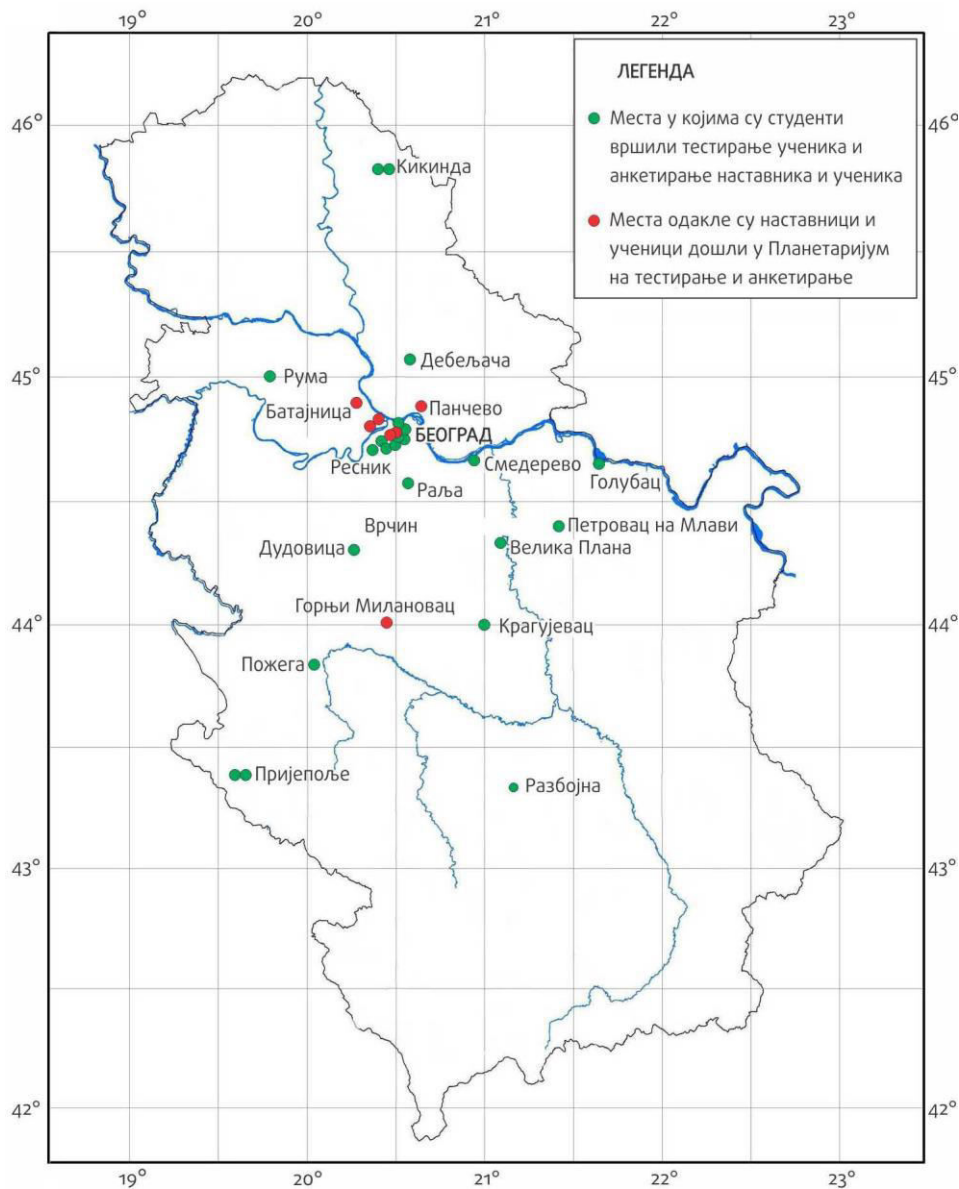 19°
20°
21°
22°
23°
ЛЕГЕНДА
Места у којима су студенти
вршили тестирање ученика и
анкетирање наставника и ученика
Места одакле су наставници и
ученици дошли у Планетаријум
на тестирање и анкетирање
46°
46°
Кикинда
Дебељача
45°
45°
Рума
Батајница
Панчево
БЕОГРАД
Ресник
Смедерево
Голубац
Раља
Врчин
Петровац на Млави
Дудовица
Велика Плана
Горњи Милановац
44°
44°
Крагујевац
Пожега
Пријепоље
Разбојна
43°
43°
42°
42°
19°
20°
21°
22°
23°